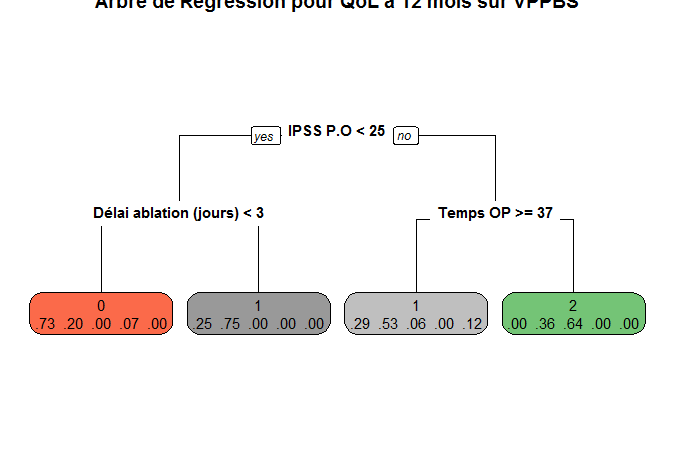 Arbre de Régression pour QoL à 12 mois sur VPPBS
yes IPSS P.O < 25 no
Délai ablation (jours) < 3
Temps OP >= 37
0
.73 .20 .00 .07 .00
1
.25 .75 .00 .00 .00
1
.29 .53 .06 .00 .12
2
.00 .36 .64 .00 .00